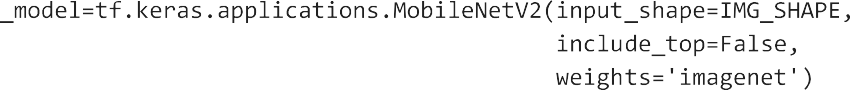 _model=tf.keras.applications.MobileNetV2(input_shape=IMG_SHAPE,
include_top=False,
weights='imagenet')